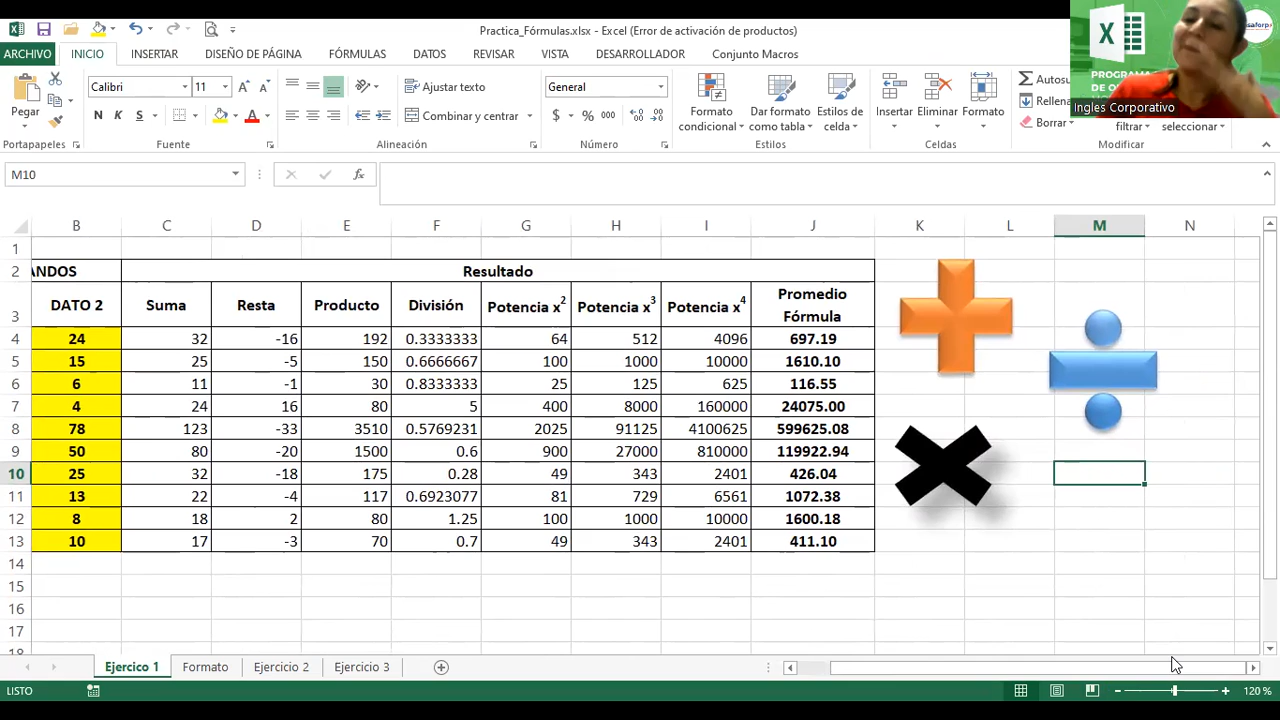 Practica_Fórmulas.xlsx - Excel (Error de activación de productos)
ARCHIVO INICIO INSERTAR DISEÑO DE PÁGINA FÓRMULAS DATOS REVISAR VISTA DESARROLLADOR Conjunto Macros
PROGRAMA
Ingles Corporativo
Pegar Calibri 11 Ajustar texto General Formato condicional Dar formato como tabla Estilos de celda Insertar Eliminar Formato
N K S Combinar y centrar $ % 000 Rellena
Borrar filtrar seleccionar
Portapapeles Fuente Alineación Número Estilos Celdas Modificar
M10 fx
B C D E F G H I J K L M N
1
2 ANDOS Resultado
3 DATO 2 Suma Resta Producto División Potencia x² Potencia x³ Potencia x⁴ Promedio Fórmula
4 24 32 -16 192 0.3333333 64 512 4096 697.19
5 15 25 -5 150 0.6666667 100 1000 10000 1610.10
6 6 11 -1 30 0.8333333 25 125 625 116.55
7 4 24 16 80 5 400 8000 160000 24075.00
8 78 123 -33 3510 0.5769231 2025 91125 4100625 599625.08
9 50 80 -20 1500 0.6 900 27000 810000 119922.94
10 25 32 -18 175 0.28 49 343 2401 426.04
11 13 22 -4 117 0.6923077 81 729 6561 1072.38
12 8 18 2 80 1.25 100 1000 10000 1600.18
13 10 17 -3 70 0.7 49 343 2401 411.10
14
15
16
17
18
Ejercico 1 Formato Ejercicio 2 Ejercicio 3
LISTO 120 %